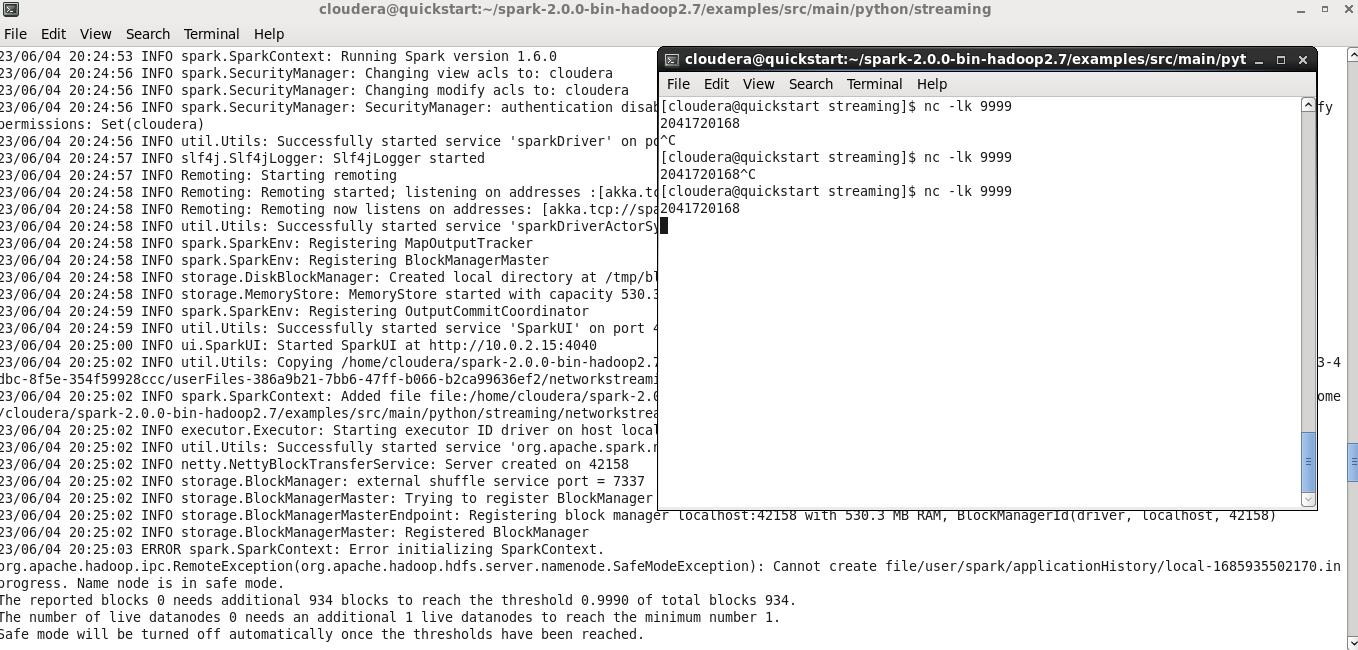 cloudera@quickstart:~/spark-2.0.0-bin-hadoop2.7/examples/src/main/python/streaming
File Edit View Search Terminal Help
23/06/04 20:24:53 INFO spark.SparkContext: Running Spark version 1.6.0
23/06/04 20:24:56 INFO spark.SecurityManager: Changing view acls to: cloudera
23/06/04 20:24:56 INFO spark.SecurityManager: Changing modify acls to: cloudera
23/06/04 20:24:56 INFO spark.SecurityManager: SecurityManager: authentication disab fy
permissions: Set(cloudera)
23/06/04 20:24:56 INFO util.Utils: Successfully started service 'sparkDriver' on po
23/06/04 20:24:57 INFO slf4j.Slf4jLogger: Slf4jLogger started
23/06/04 20:24:57 INFO Remoting: Starting remoting
23/06/04 20:24:58 INFO Remoting: Remoting started; listening on addresses :[akka.tc
23/06/04 20:24:58 INFO Remoting: Remoting now listens on addresses: [akka.tcp://spa
23/06/04 20:24:58 INFO util.Utils: Successfully started service 'sparkDriverActorSy
23/06/04 20:24:58 INFO spark.SparkEnv: Registering MapOutputTracker
23/06/04 20:24:58 INFO spark.SparkEnv: Registering BlockManagerMaster
23/06/04 20:24:58 INFO storage.DiskBlockManager: Created local directory at /tmp/bl
23/06/04 20:24:58 INFO storage.MemoryStore: MemoryStore started with capacity 530.3
23/06/04 20:24:59 INFO spark.SparkEnv: Registering OutputCommitCoordinator
23/06/04 20:24:59 INFO util.Utils: Successfully started service 'SparkUI' on port 4
23/06/04 20:25:00 INFO ui.SparkUI: Started SparkUI at http://10.0.2.15:4040
23/06/04 20:25:02 INFO util.Utils: Copying /home/cloudera/spark-2.0.0-bin-hadoop2.7 3-4
dbc-8f5e-354f59928ccc/userFiles-386a9b21-7bb6-47ff-b066-b2ca99636ef2/networkstreami
23/06/04 20:25:02 INFO spark.SparkContext: Added file file:/home/cloudera/spark-2.0 ome
/cloudera/spark-2.0.0-bin-hadoop2.7/examples/src/main/python/streaming/networkstrea
23/06/04 20:25:02 INFO executor.Executor: Starting executor ID driver on host local
23/06/04 20:25:02 INFO util.Utils: Successfully started service 'org.apache.spark.n
23/06/04 20:25:02 INFO netty.NettyBlockTransferService: Server created on 42158
23/06/04 20:25:02 INFO storage.BlockManager: external shuffle service port = 7337
23/06/04 20:25:02 INFO storage.BlockManagerMaster: Trying to register BlockManager
23/06/04 20:25:02 INFO storage.BlockManagerMasterEndpoint: Registering block manager localhost:42158 with 530.3 MB RAM, BlockManagerId(driver, localhost, 42158)
23/06/04 20:25:02 INFO storage.BlockManagerMaster: Registered BlockManager
23/06/04 20:25:03 ERROR spark.SparkContext: Error initializing SparkContext.
org.apache.hadoop.ipc.RemoteException(org.apache.hadoop.hdfs.server.namenode.SafeModeException): Cannot create file/user/spark/applicationHistory/local-1685935502170.in
progress. Name node is in safe mode.
The reported blocks 0 needs additional 934 blocks to reach the threshold 0.9990 of total blocks 934.
The number of live datanodes 0 needs an additional 1 live datanodes to reach the minimum number 1.
Safe mode will be turned off automatically once the thresholds have been reached.
cloudera@quickstart:~/spark-2.0.0-bin-hadoop2.7/examples/src/main/pyt
File Edit View Search Terminal Help
[cloudera@quickstart streaming]$ nc -lk 9999
2041720168
^C
[cloudera@quickstart streaming]$ nc -lk 9999
2041720168^C
[cloudera@quickstart streaming]$ nc -lk 9999
2041720168